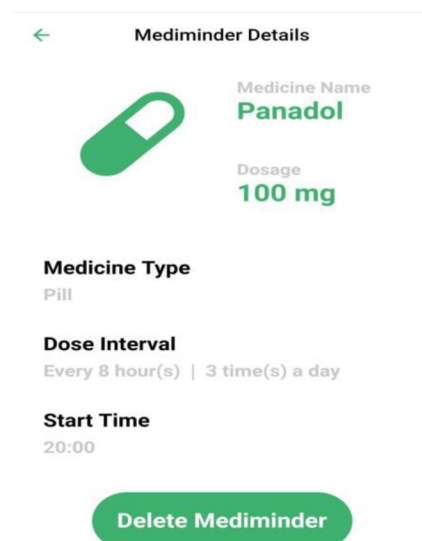 Mediminder Details
Medicine Name
Panadol
Dosage
100 mg
Medicine Type
Pill
Dose Interval
Every 8 hour(s) | 3 time(s) a day
Start Time
20:00
Delete Mediminder